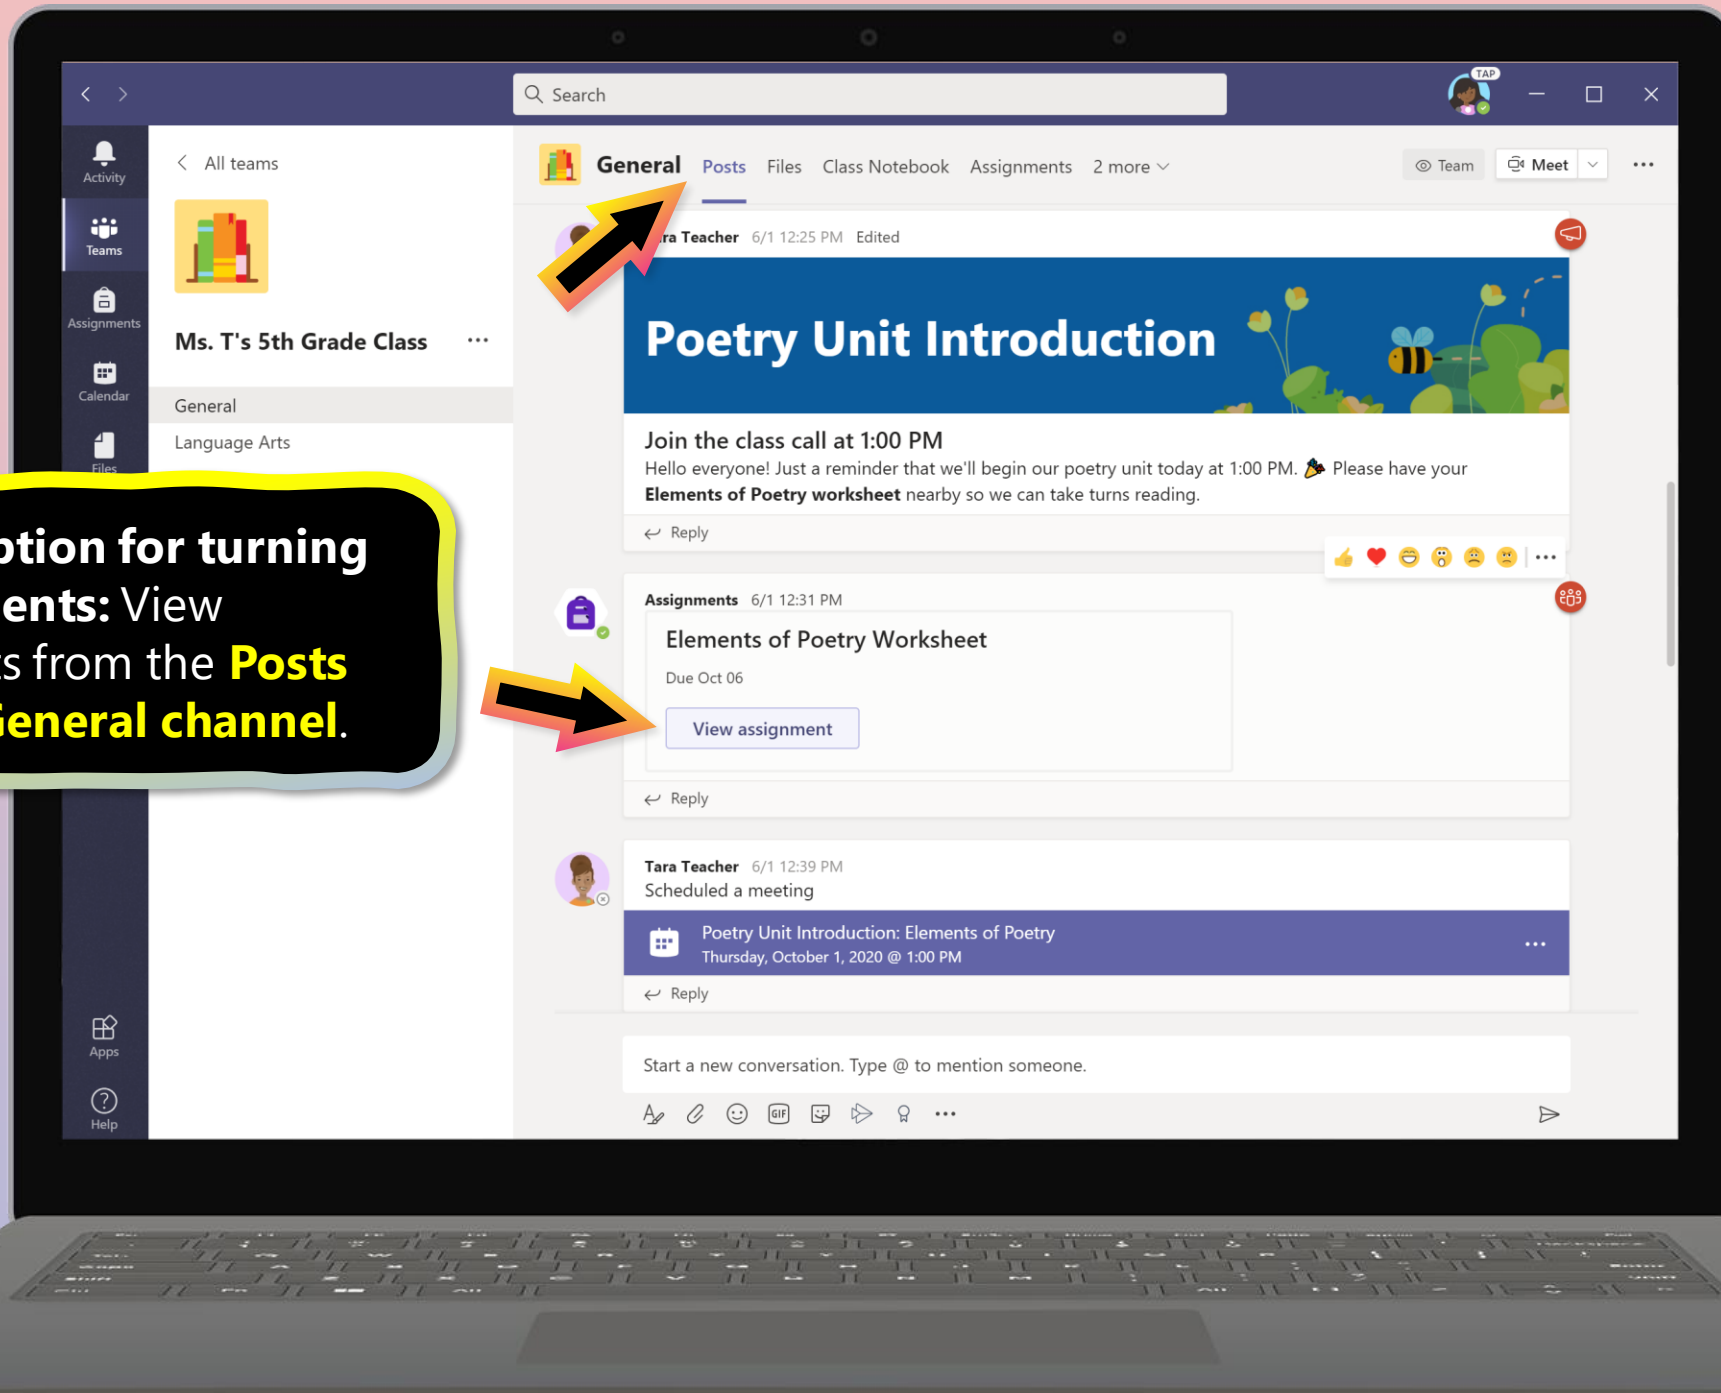 Search
TAP
Activity
Teams
Assignments
Calendar
Files
Apps
Help
All teams
Ms. T's 5th Grade Class
General
Language Arts
for turning
View
from the Posts
General channel.
General Posts Files Class Notebook Assignments 2 more
Team
Meet
Teacher 6/1 12:25 PM Edited
Poetry Unit Introduction
Join the class call at 1:00 PM
Hello everyone! Just a reminder that we'll begin our poetry unit today at 1:00 PM. 🎉 Please have your
Elements of Poetry worksheet nearby so we can take turns reading.
Reply
Assignments 6/1 12:31 PM
Elements of Poetry Worksheet
Due Oct 06
View assignment
Reply
Tara Teacher 6/1 12:39 PM
Scheduled a meeting
Poetry Unit Introduction: Elements of Poetry
Thursday, October 1, 2020 @ 1:00 PM
Reply
Start a new conversation. Type @ to mention someone.
GIF